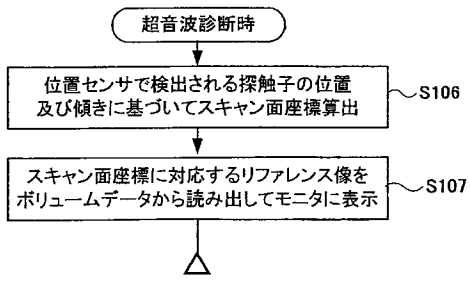 超音波診断時
位置センサで検出される探触子の位置
及び傾きに基づいてスキャン面座標算出
S106
スキャン面座標に対応するリファレンス像を
ボリュームデータから読み出してモニタに表示
S107